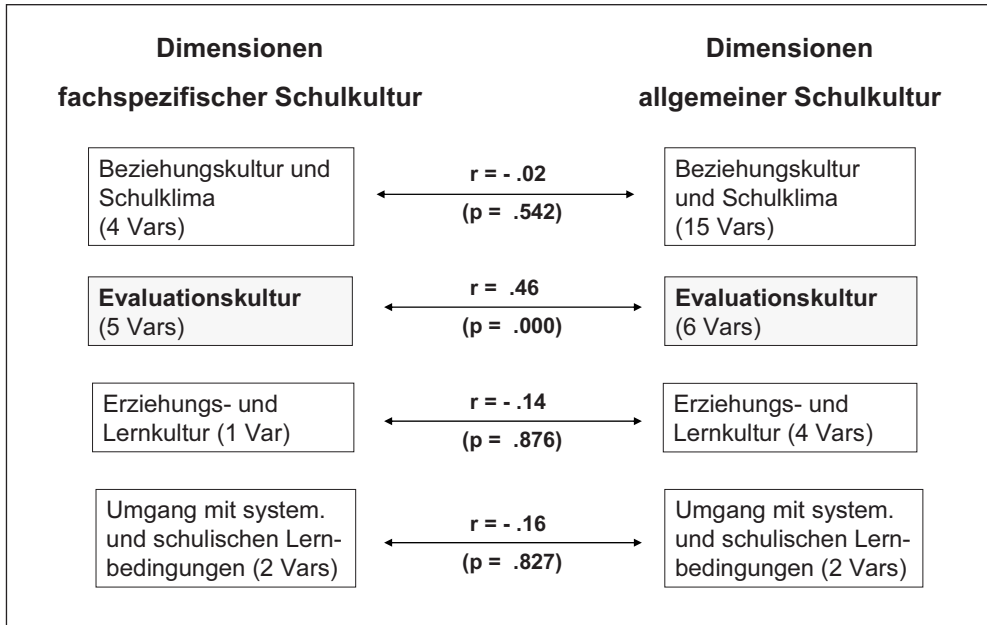 Dimensionen
fachspezifischer Schulkultur
Dimensionen
allgemeiner Schulkultur
Beziehungskultur und
Schulklima
(4 Vars)
r = - .02
(p = .542)
Beziehungskultur
und Schulklima
(15 Vars)
Evaluationskultur
(5 Vars)
r = .46
(p = .000)
Evaluationskultur
(6 Vars)
Erziehungs- und
Lernkultur (1 Var)
r = - .14
(p = .876)
Erziehungs- und
Lernkultur (4 Vars)
Umgang mit system.
und schulischen Lern-
bedingungen (2 Vars)
r = - .16
(p = .827)
Umgang mit system.
und schulischen Lern-
bedingungen (2 Vars)